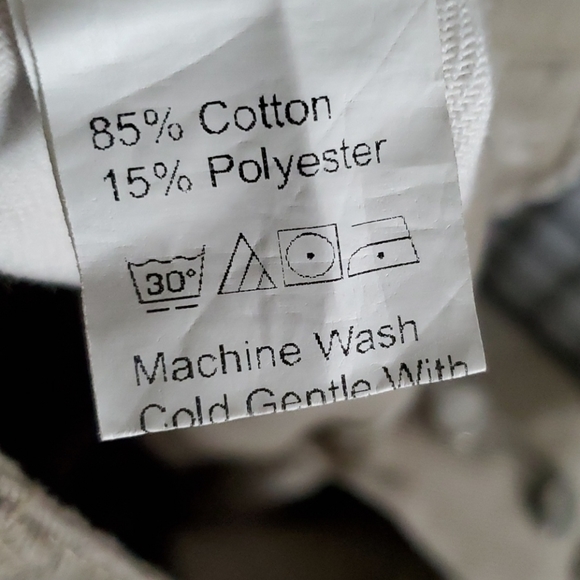 85% Cotton
15% Polyester
30°
Machine Wash
Cold Gentle With